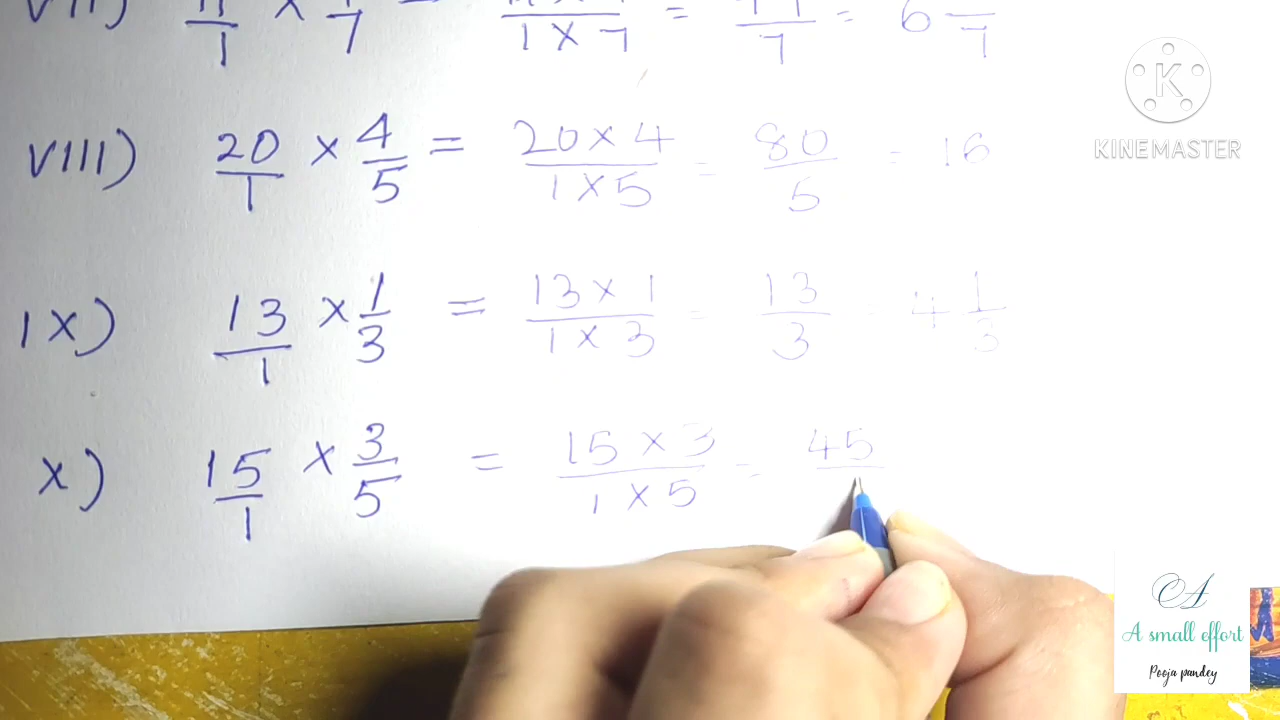 20/1 × 4/5 = 20 × 4 / 1 × 5 = 80/5 = 16
VIII)
IX) 13/1 × 1/3 = 13 × 1 / 1 × 3 = 13/3 = 4 1/3
X) 15/1 × 3/5 = 15 × 3 / 1 × 5 = 45
K
KINEMASTER
A
A small effort
Pooja pandey